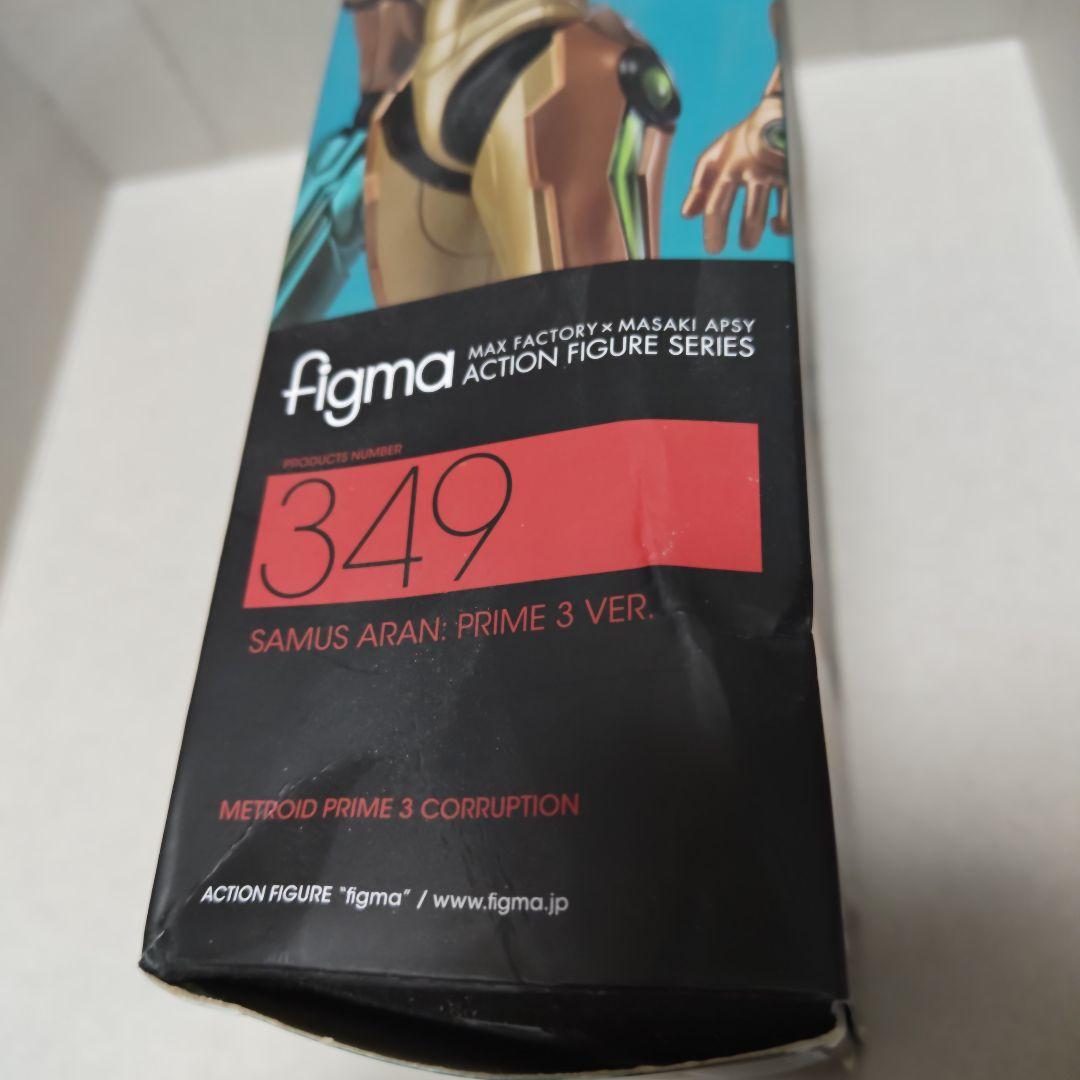 figma
MAX FACTORY × MASAKI APSY
ACTION FIGURE SERIES
PRODUCTS NUMBER
349
SAMUS ARAN: PRIME 3 VER.
METROID PRIME 3 CORRUPTION
ACTION FIGURE "figma" / www.figma.jp